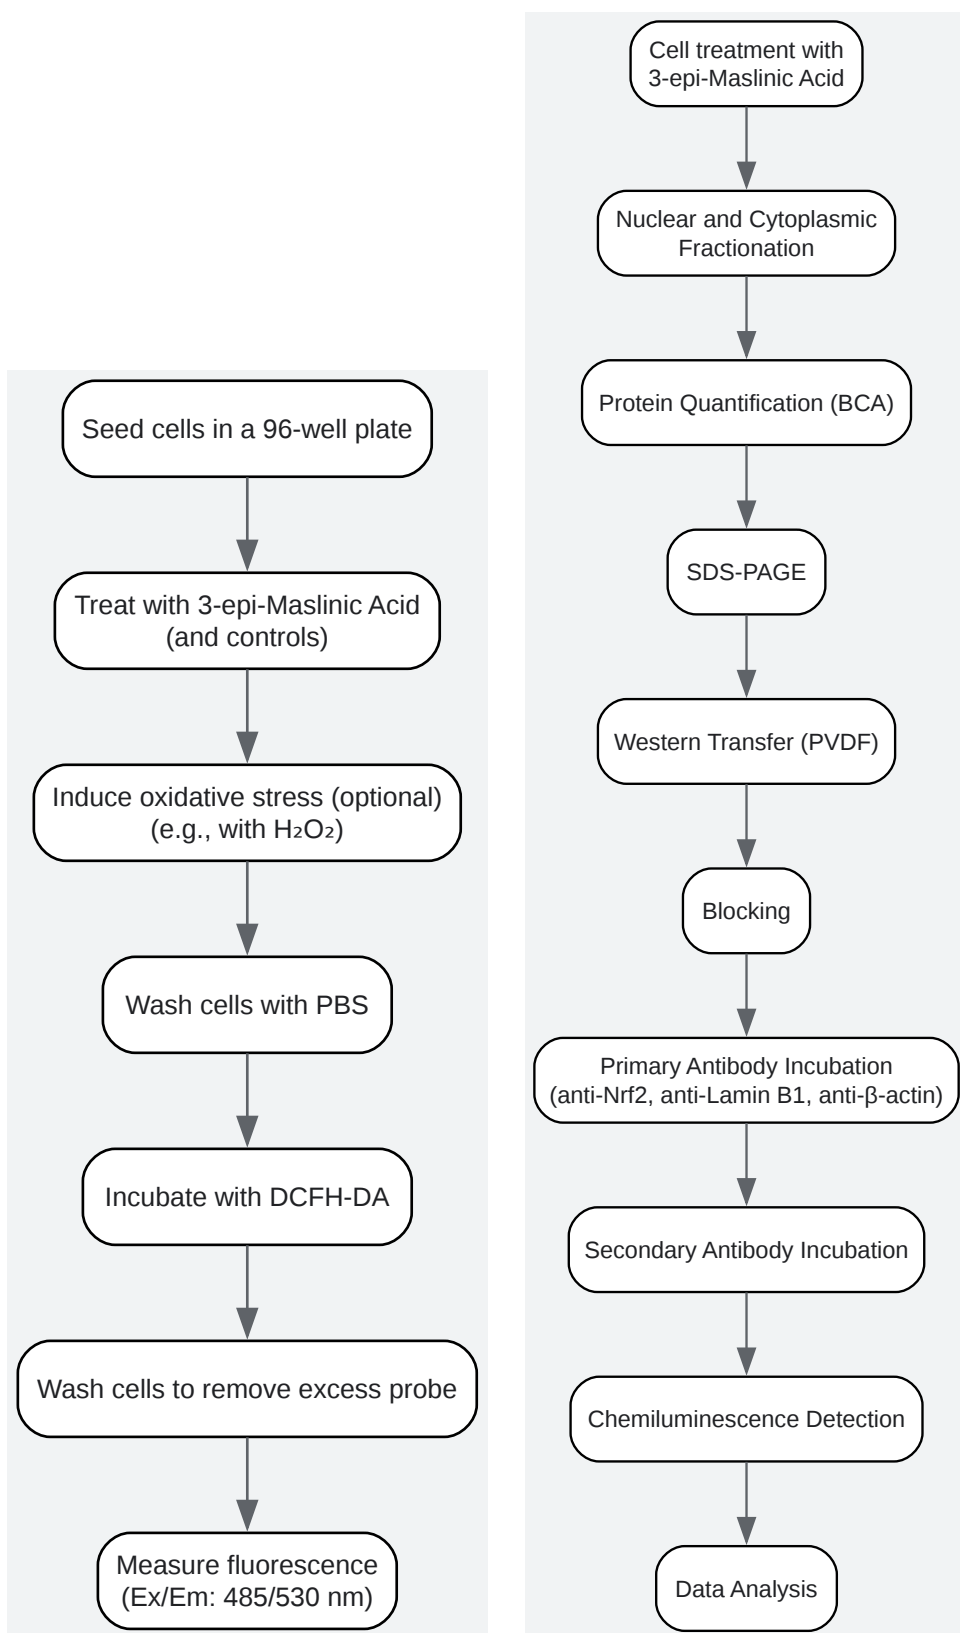 Seed cells in a 96-well plate
Treat with 3-epi-Maslinic Acid
(and controls)
Induce oxidative stress (optional)
(e.g., with H₂O₂)
Wash cells with PBS
Incubate with DCFH-DA
Wash cells to remove excess probe
Measure fluorescence
(Ex/Em: 485/530 nm)
Cell treatment with
3-epi-Maslinic Acid
Nuclear and Cytoplasmic
Fractionation
Protein Quantification (BCA)
SDS-PAGE
Western Transfer (PVDF)
Blocking
Primary Antibody Incubation
(anti-Nrf2, anti-Lamin B1, anti-β-actin)
Secondary Antibody Incubation
Chemiluminescence Detection
Data Analysis